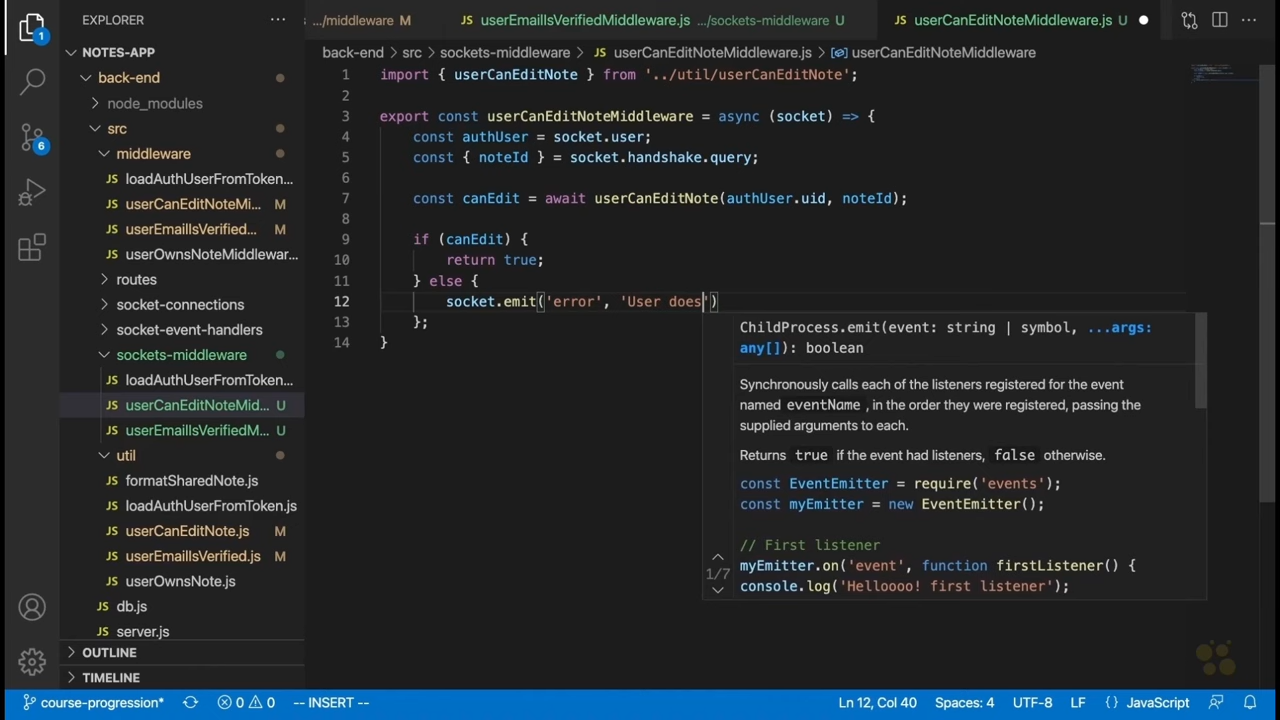 EXPLORER
NOTES-APP
back-end
node_modules
src
middleware
loadAuthUserFromToken...
userCanEditNoteMi... M
userEmailIsVerified... M
userOwnsNoteMiddlewar...
routes
socket-connections
socket-event-handlers
sockets-middleware
loadAuthUserFromToken...
userCanEditNoteMid... U
userEmailIsVerifiedM... U
util
formatSharedNote.js
loadAuthUserFromToken.js
userCanEditNote.js M
userEmailIsVerified.js M
userOwnsNote.js
db.js
server.js
OUTLINE
TIMELINE
1
6
.../middleware M
JS userEmailIsVerifiedMiddleware.js .../sockets-middleware U
JS userCanEditNoteMiddleware.js U
back-end > src > sockets-middleware > JS userCanEditNoteMiddleware.js > userCanEditNoteMiddleware
1 import { userCanEditNote } from '../util/userCanEditNote';
2
3 export const userCanEditNoteMiddleware = async (socket) => {
4 const authUser = socket.user;
5 const { noteId } = socket.handshake.query;
6
7 const canEdit = await userCanEditNote(authUser.uid, noteId);
8
9 if (canEdit) {
10 return true;
11 } else {
12 socket.emit('error', 'User does')
13 };
14 }
ChildProcess.emit(event: string | symbol, ...args:
any[]): boolean
Synchronously calls each of the listeners registered for the event
named eventName, in the order they were registered, passing the
supplied arguments to each.
Returns true if the event had listeners, false otherwise.
const EventEmitter = require('events');
const myEmitter = new EventEmitter();
// First listener
myEmitter.on('event', function firstListener() {
console.log('Helloooo! first listener');
1/7
course-progression* 0 0 -- INSERT -- Ln 12, Col 40 Spaces: 4 UTF-8 LF {} JavaScript